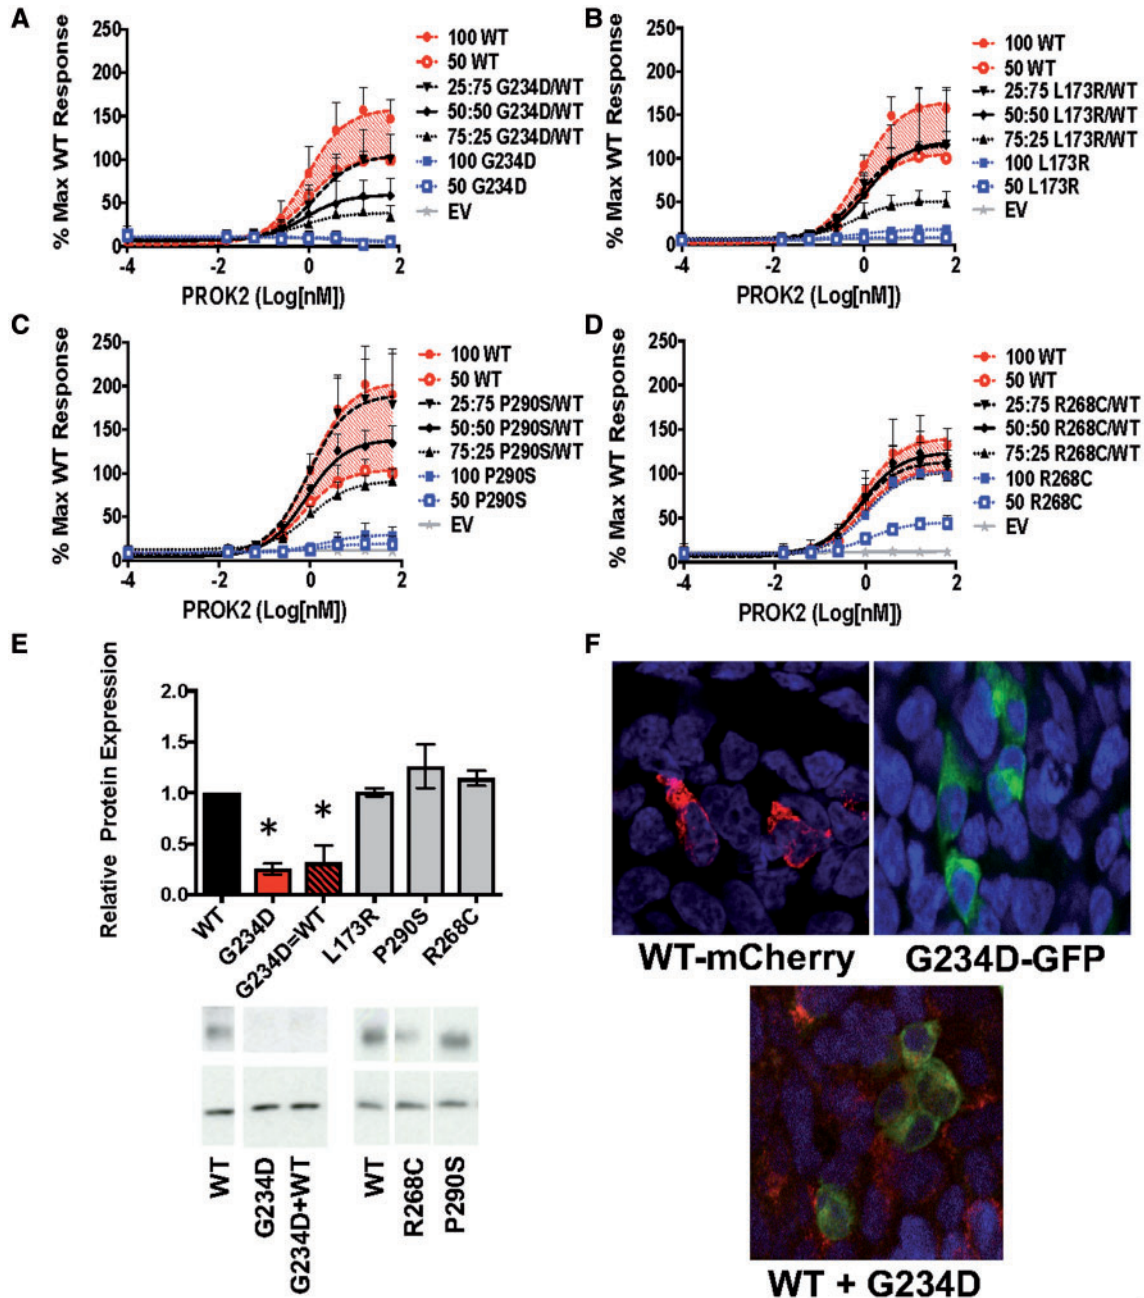 A
% Max WT Response
250
200
150
100
50
0
-4
-2
0
2
PROK2 (Log[nM])
100 WT
50 WT
25:75 G234D/WT
50:50 G234D/WT
75:25 G234D/WT
100 G234D
50 G234D
EV
B
% Max WT Response
250
200
150
100
50
0
-4
-2
0
2
PROK2 (Log[nM])
100 WT
50 WT
25:75 L173R/WT
50:50 L173R/WT
75:25 L173R/WT
100 L173R
50 L173R
EV
C
% Max WT Response
250
200
150
100
50
0
-4
-2
0
2
PROK2 (Log[nM])
100 WT
50 WT
25:75 P290S/WT
50:50 P290S/WT
75:25 P290S/WT
100 P290S
50 P290S
EV
D
% Max WT Response
250
200
150
100
50
0
-4
-2
0
2
PROK2 (Log[nM])
100 WT
50 WT
25:75 R268C/WT
50:50 R268C/WT
75:25 R268C/WT
100 R268C
50 R268C
EV
E
Relative Protein Expression
2.0
1.5
1.0
0.5
0.0
*
*
WT
G234D
G234D=WT
L173R
P290S
R268C
WT
G234D
G234D+WT
WT
R268C
P290S
F
WT-mCherry
G234D-GFP
WT + G234D